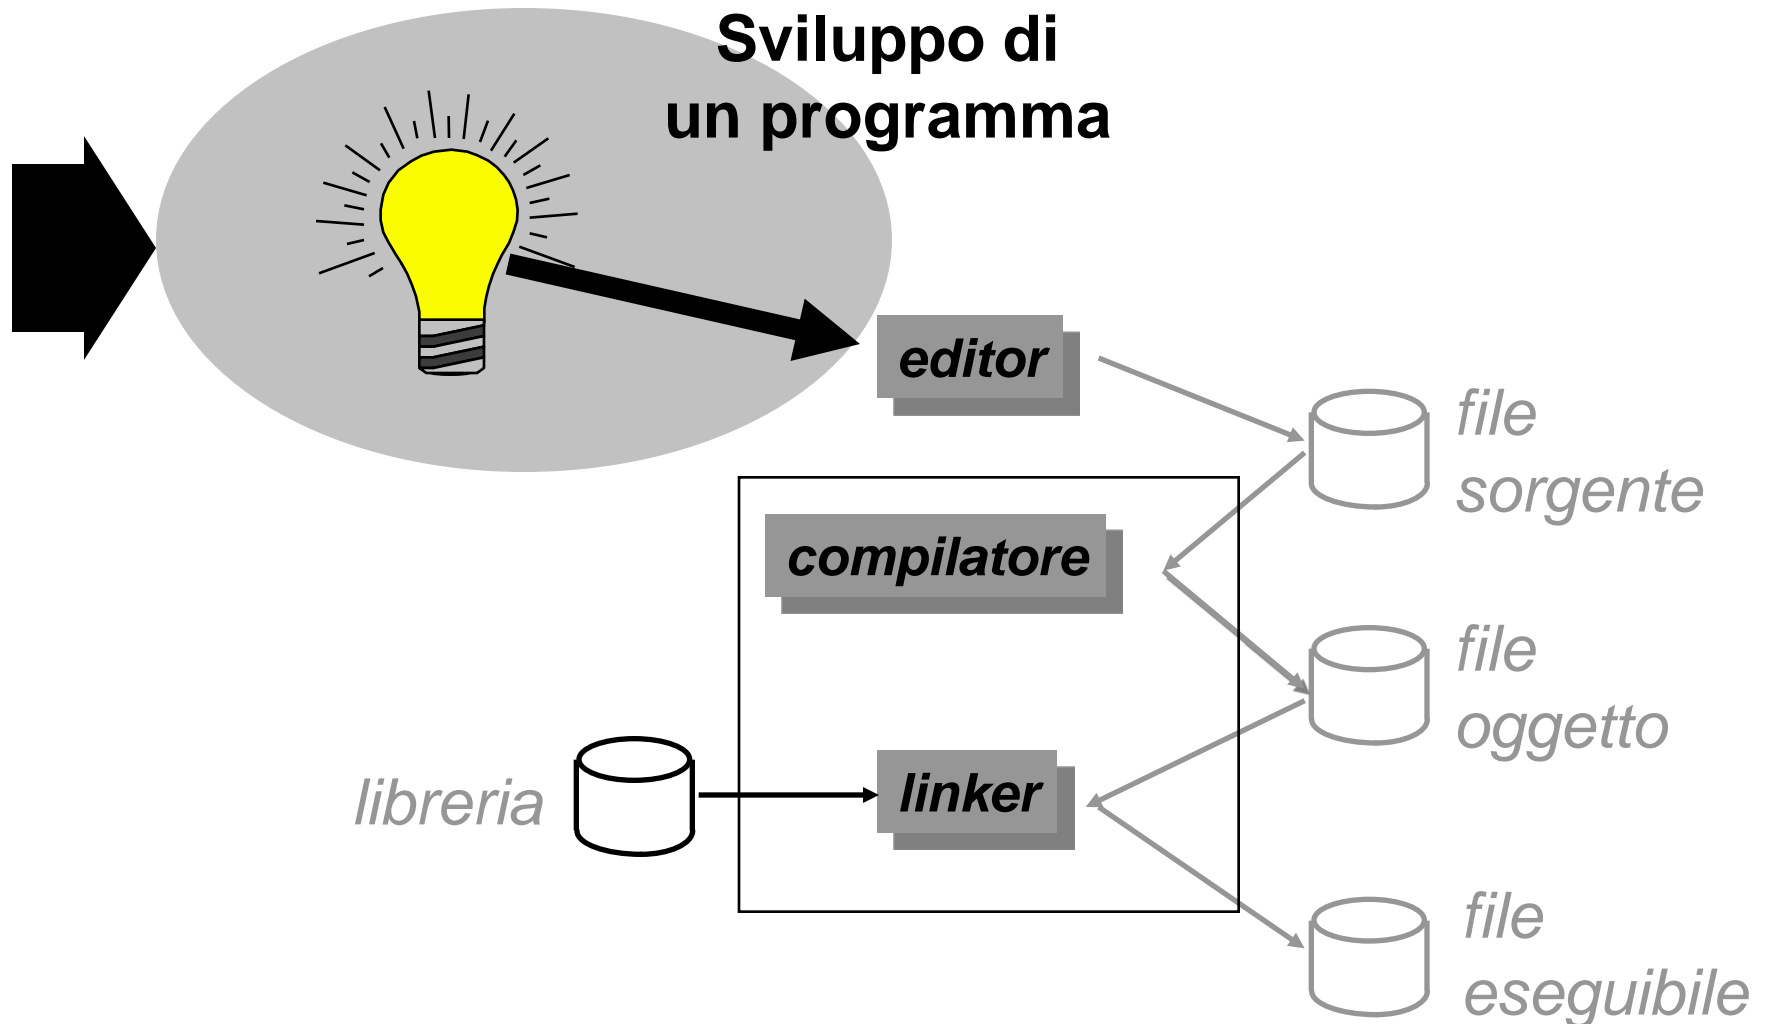 Sviluppo di
un programma
editor
file
sorgente
compilatore
file
oggetto
libreria
linker
file
eseguibile